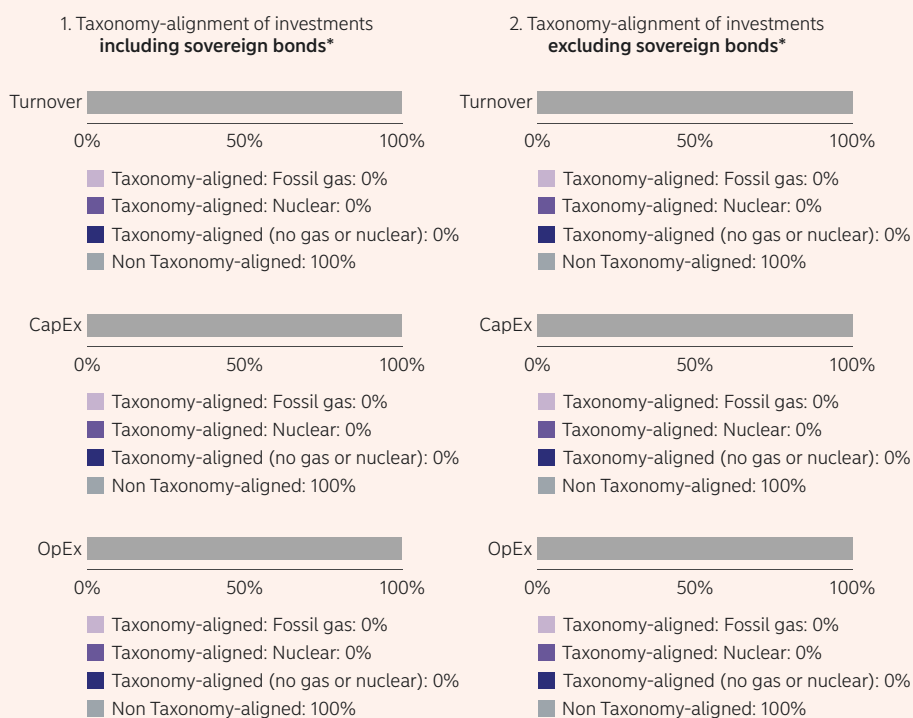 1. Taxonomy-alignment of investments
including sovereign bonds*
Turnover
0% 50% 100%
Taxonomy-aligned: Fossil gas: 0%
Taxonomy-aligned: Nuclear: 0%
Taxonomy-aligned (no gas or nuclear): 0%
Non Taxonomy-aligned: 100%
CapEx
0% 50% 100%
Taxonomy-aligned: Fossil gas: 0%
Taxonomy-aligned: Nuclear: 0%
Taxonomy-aligned (no gas or nuclear): 0%
Non Taxonomy-aligned: 100%
OpEx
0% 50% 100%
Taxonomy-aligned: Fossil gas: 0%
Taxonomy-aligned: Nuclear: 0%
Taxonomy-aligned (no gas or nuclear): 0%
Non Taxonomy-aligned: 100%
2. Taxonomy-alignment of investments
excluding sovereign bonds*
Turnover
0% 50% 100%
Taxonomy-aligned: Fossil gas: 0%
Taxonomy-aligned: Nuclear: 0%
Taxonomy-aligned (no gas or nuclear): 0%
Non Taxonomy-aligned: 100%
CapEx
0% 50% 100%
Taxonomy-aligned: Fossil gas: 0%
Taxonomy-aligned: Nuclear: 0%
Taxonomy-aligned (no gas or nuclear): 0%
Non Taxonomy-aligned: 100%
OpEx
0% 50% 100%
Taxonomy-aligned: Fossil gas: 0%
Taxonomy-aligned: Nuclear: 0%
Taxonomy-aligned (no gas or nuclear): 0%
Non Taxonomy-aligned: 100%